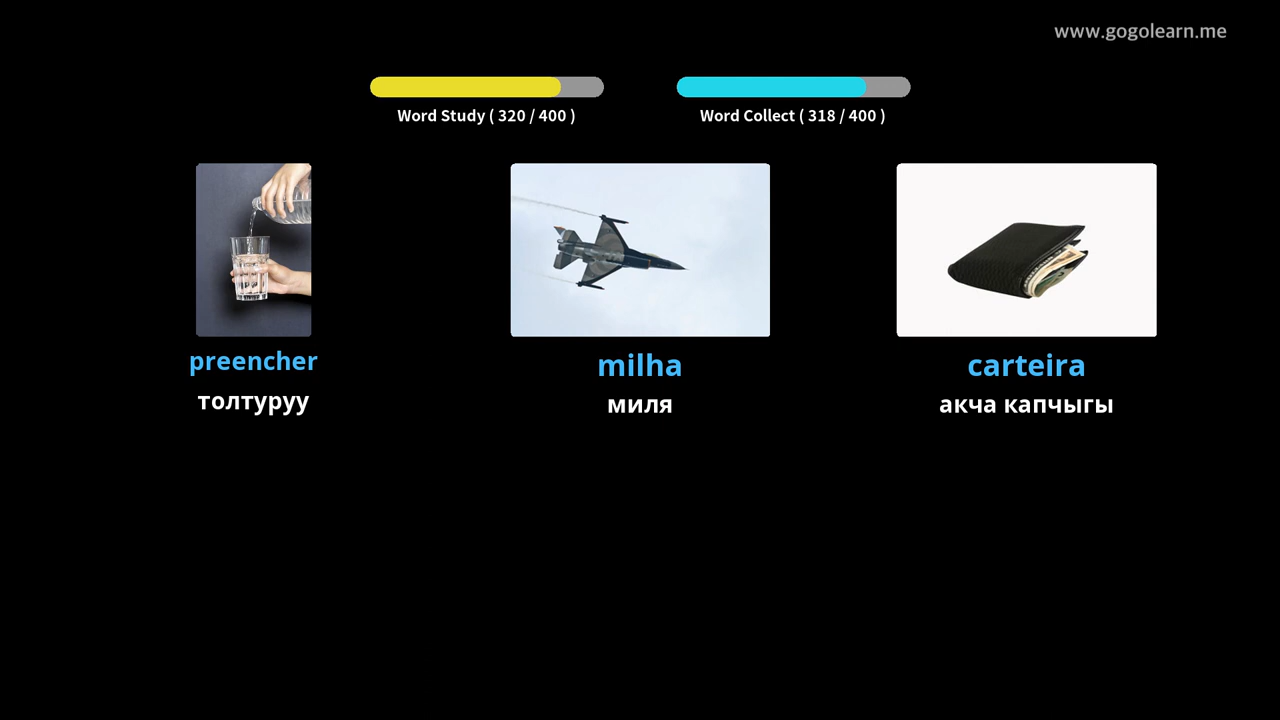 www.gogolearn.me
Word Study ( 320 / 400 )
Word Collect ( 318 / 400 )
preencher
толтуруу
milha
миля
carteira
акча капчыгы